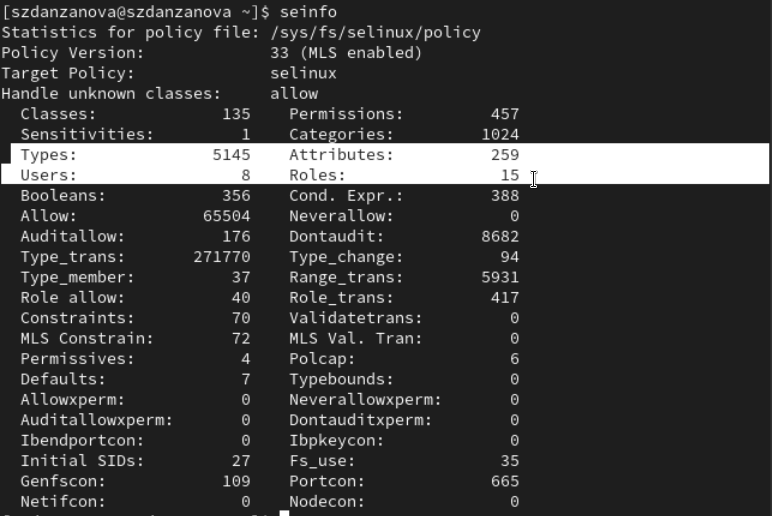 [szdanzanova@szdanzanova ~]$ seinfo
Statistics for policy file: /sys/fs/selinux/policy
Policy Version:             33 (MLS enabled)
Target Policy:              selinux
Handle unknown classes:     allow
  Classes:             135    Permissions:         457
  Sensitivities:         1    Categories:         1024
  Types:              5145    Attributes:          259
  Users:                 8    Roles:                15
  Booleans:            356    Cond. Expr.:         388
  Allow:             65504    Neverallow:            0
  Auditallow:          176    Dontaudit:          8682
  Type_trans:       271770    Type_change:          94
  Type_member:          37    Range_trans:        5931
  Role allow:           40    Role_trans:          417
  Constraints:          70    Validatetrans:         0
  MLS Constrain:        72    MLS Val. Tran:         0
  Permissives:           4    Polcap:                6
  Defaults:              7    Typebounds:            0
  Allowxperm:            0    Neverallowxperm:       0
  Auditallowxperm:       0    Dontauditxperm:        0
  Ibendportcon:          0    Ibpkeycon:             0
  Initial SIDs:         27    Fs_use:               35
  Genfscon:            109    Portcon:             665
  Netifcon:              0    Nodecon:               0